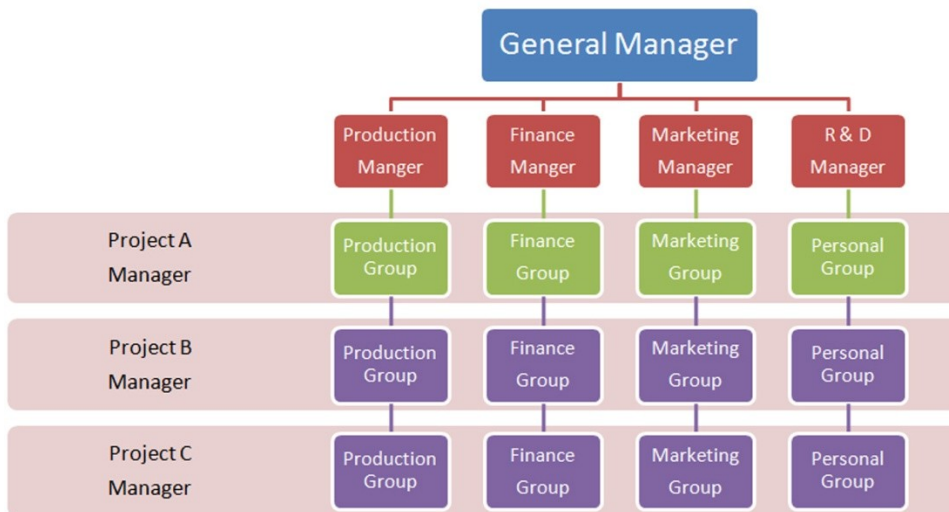 General Manager
Production
Manger
Finance
Manger
Marketing
Manager
R & D
Manager
Project A
Manager
Production
Group
Finance
Group
Marketing
Group
Personal
Group
Project B
Manager
Production
Group
Finance
Group
Marketing
Group
Personal
Group
Project C
Manager
Production
Group
Finance
Group
Marketing
Group
Personal
Group